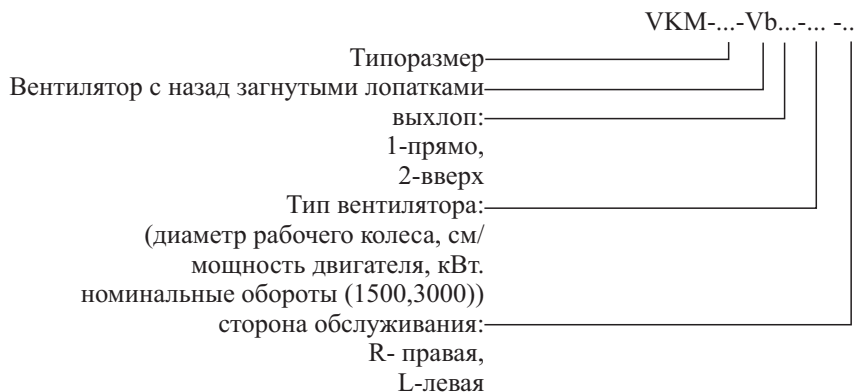 VKM-...-Vb...-... -..
Типоразмер
Вентилятор с назад загнутыми лопатками
выхлоп:
1-прямо,
2-вверх
Тип вентилятора:
(диаметр рабочего колеса, см/
мощность двигателя, кВт.
номинальные обороты (1500,3000))
сторона обслуживания:
R- правая,
L-левая